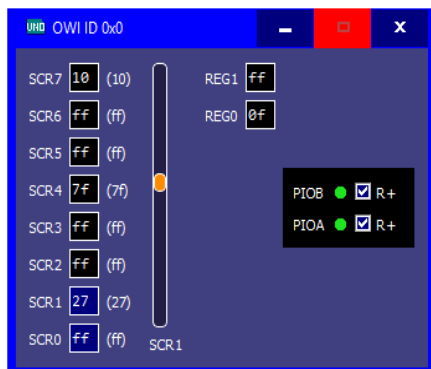 UNO OWI ID 0x0 x
SCR7 10 (10) REG1 ff
SCR6 ff (ff) REG0 0f
SCR5 ff (ff)
SCR4 7f (7f) PIOB R+
SCR3 ff (ff) PIOA R+
SCR2 ff (ff)
SCR1 27 (27)
SCR0 ff (ff) SCR1